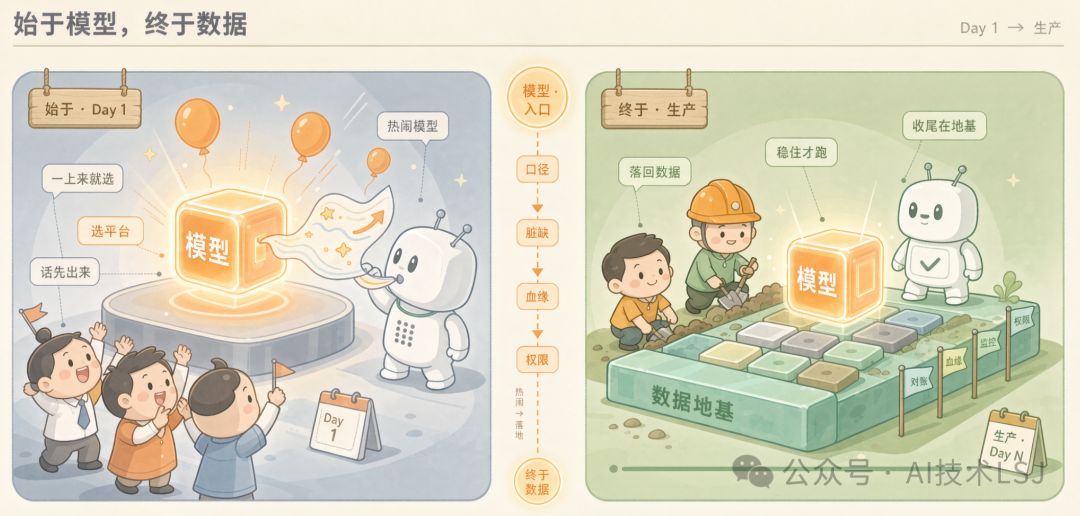 始于模型，终于数据
Day 1 → 生产
始于 · Day 1
热闹模型
一上来就选
选平台
话先出来
模型
Day
1
模型 ·
入口
口径
脏缺
血缘
权限
热闹→落地
终于
数据
终于 · 生产
收尾在地基
稳住才跑
落回数据
模型
数据地基
对账
血缘
监控
权限
生产 ·
Day N
公众号 · AI技术LSJ